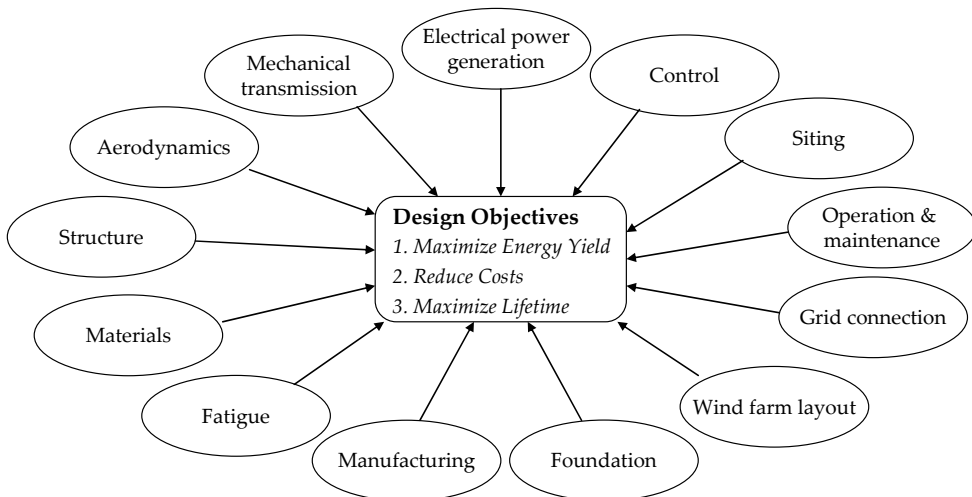 Electrical power
generation
Mechanical
transmission
Control
Aerodynamics
Siting
Design Objectives
1. Maximize Energy Yield
2. Reduce Costs
3. Maximize Lifetime
Structure
Operation &
maintenance
Materials
Grid connection
Fatigue
Wind farm layout
Manufacturing
Foundation